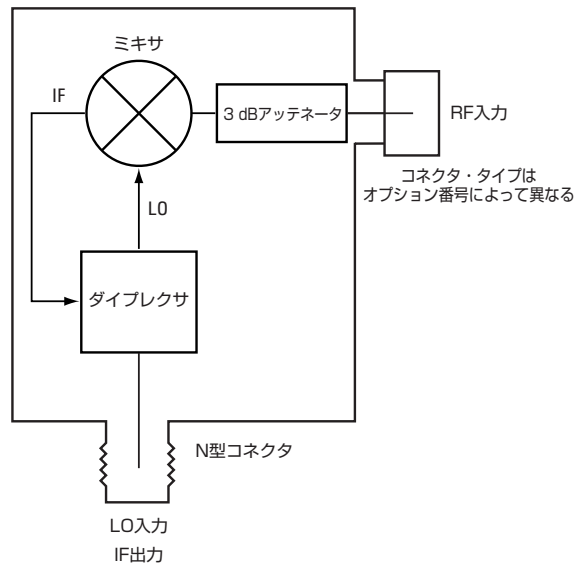 ミキサ
IF
3 dBアッテネータ
RF入力
コネクタ・タイプは
オプション番号によって異なる
LO
ダイプレクサ
N型コネクタ
LO入力
IF出力